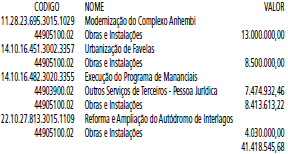 CODIGO NOME VALOR
11.28.23.695.3015.1029 Modernização do Complexo Anhembi
44905100.02 Obras e Instalações 13.000.000,00
14.10.16.451.3002.3357 Urbanização de Favelas
44905100.02 Obras e Instalações 8.500.000,00
14.10.16.482.3020.3355 Execução do Programa de Mananciais
44903900.02 Outros Serviços de Terceiros - Pessoa Jurídica 7.474.932,46
44905100.02 Obras e Instalações 8.413.613,22
22.10.27.813.3015.1109 Reforma e Ampliação do Autódromo de Interlagos
44905100.02 Obras e Instalações 4.030.000,00
41.418.545,68